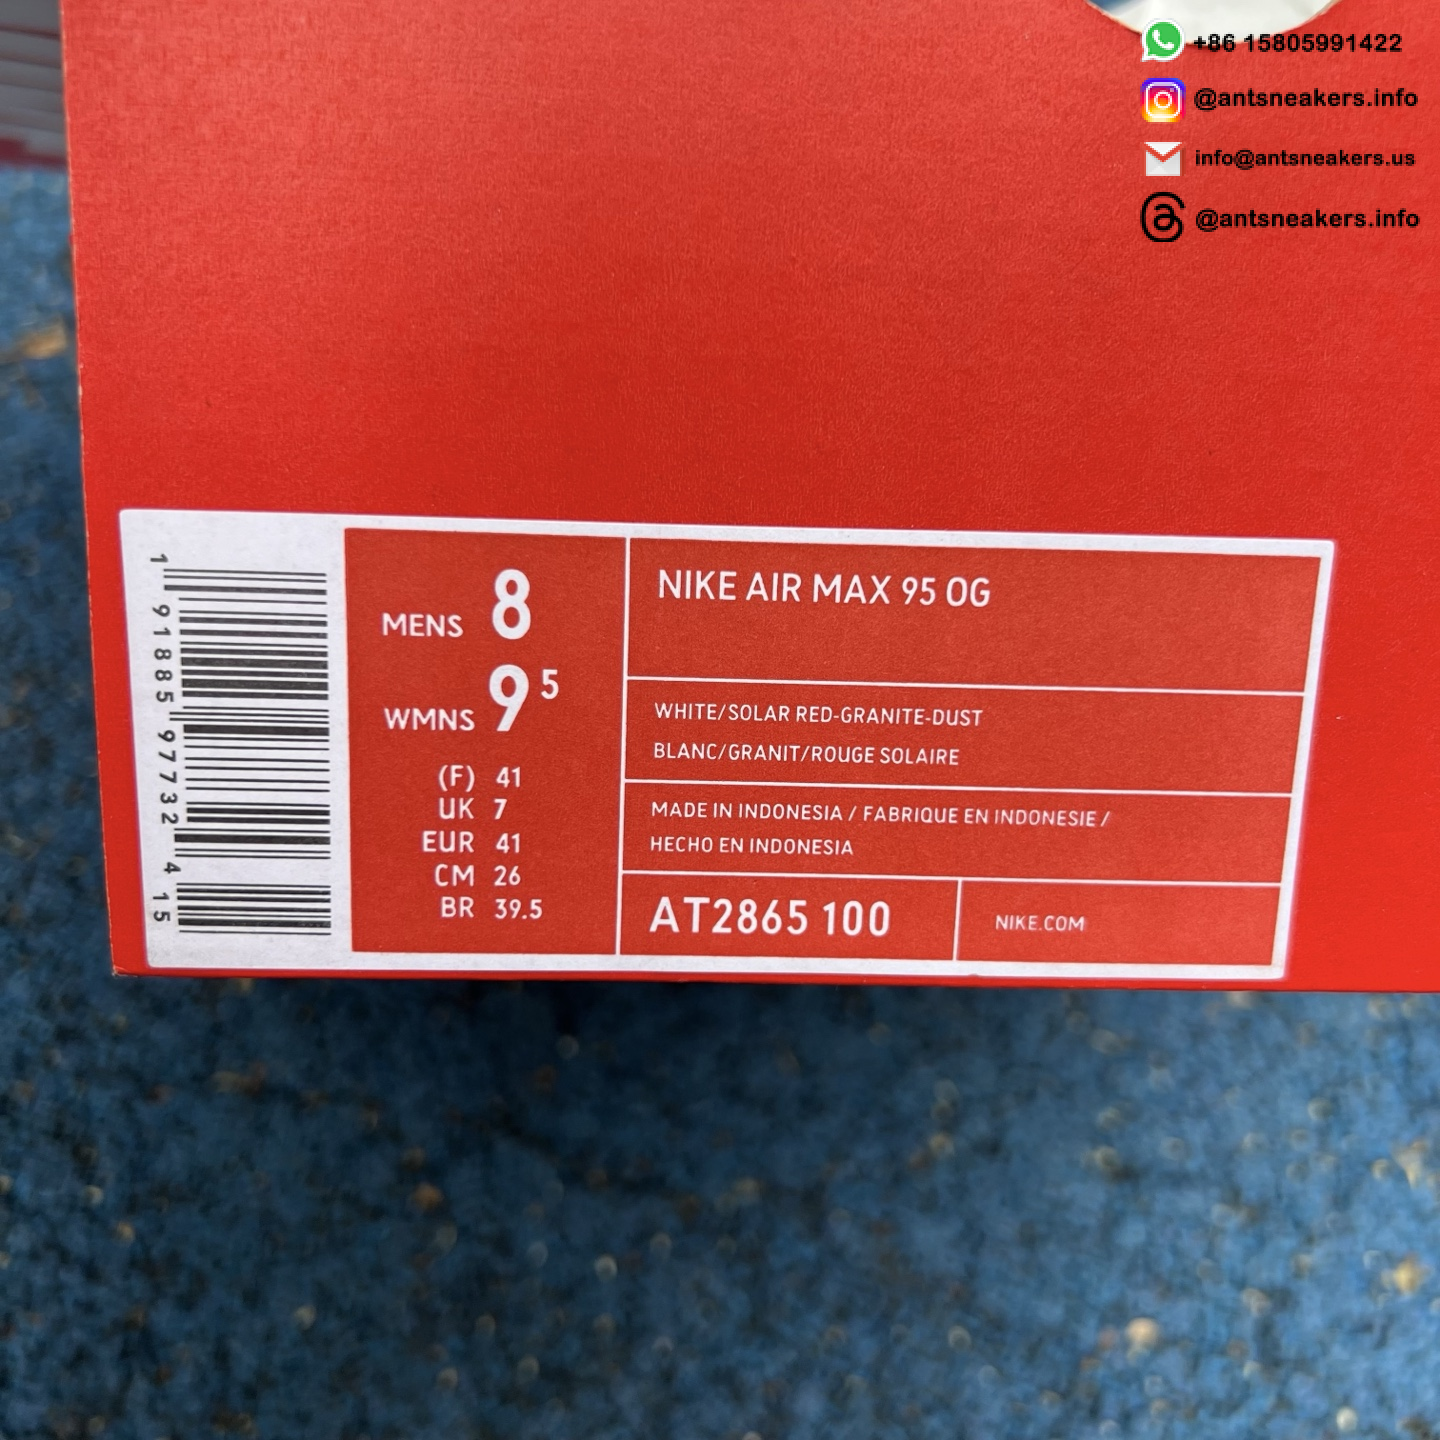 +86 15805991422
@antsneakers.info
info@antsneakers.us
@antsneakers.info
1 91885 97732 4 15
MENS 8
WMNS 9 5
(F) 41
UK 7
EUR 41
CM 26
BR 39.5
NIKE AIR MAX 95 OG
WHITE/SOLAR RED-GRANITE-DUST
BLANC/GRANIT/ROUGE SOLAIRE
MADE IN INDONESIA / FABRIQUE EN INDONESIE /
HECHO EN INDONESIA
AT2865 100
NIKE.COM